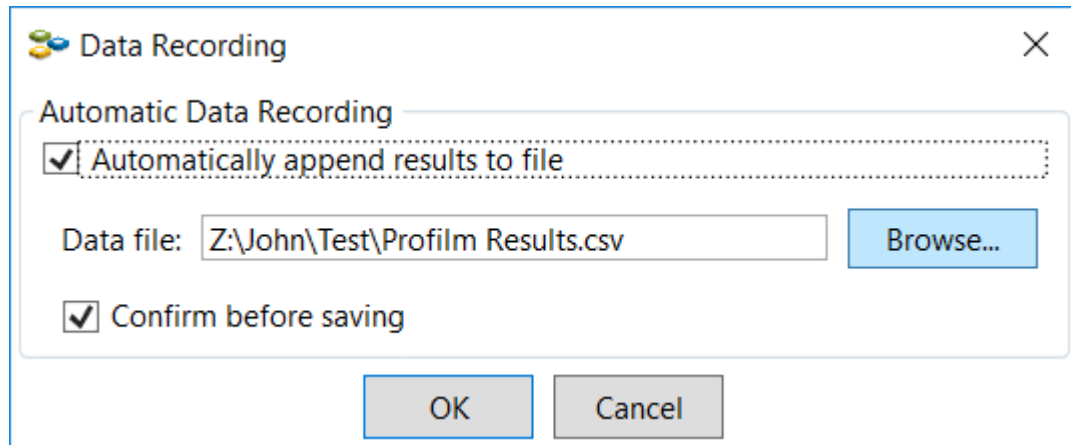 Data Recording
Automatic Data Recording
Automatically append results to file
Data file: Z:\John\Test\Profilm Results.csv Browse...
Confirm before saving
OK Cancel